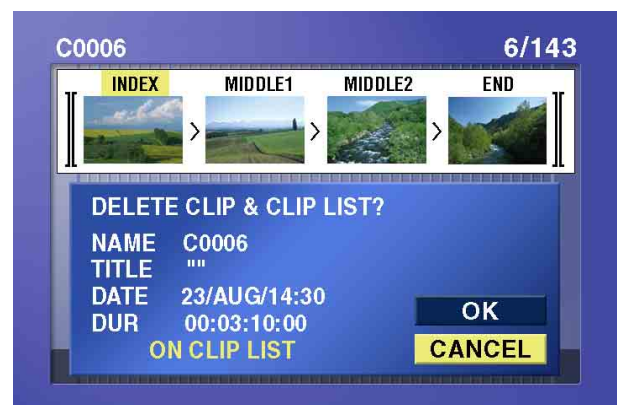 C0006 6/143
INDEX MIDDLE1 MIDDLE2 END
DELETE CLIP & CLIP LIST?
NAME C0006
TITLE ""
DATE 23/AUG/14:30
DUR 00:03:10:00
ON CLIP LIST
OK
CANCEL